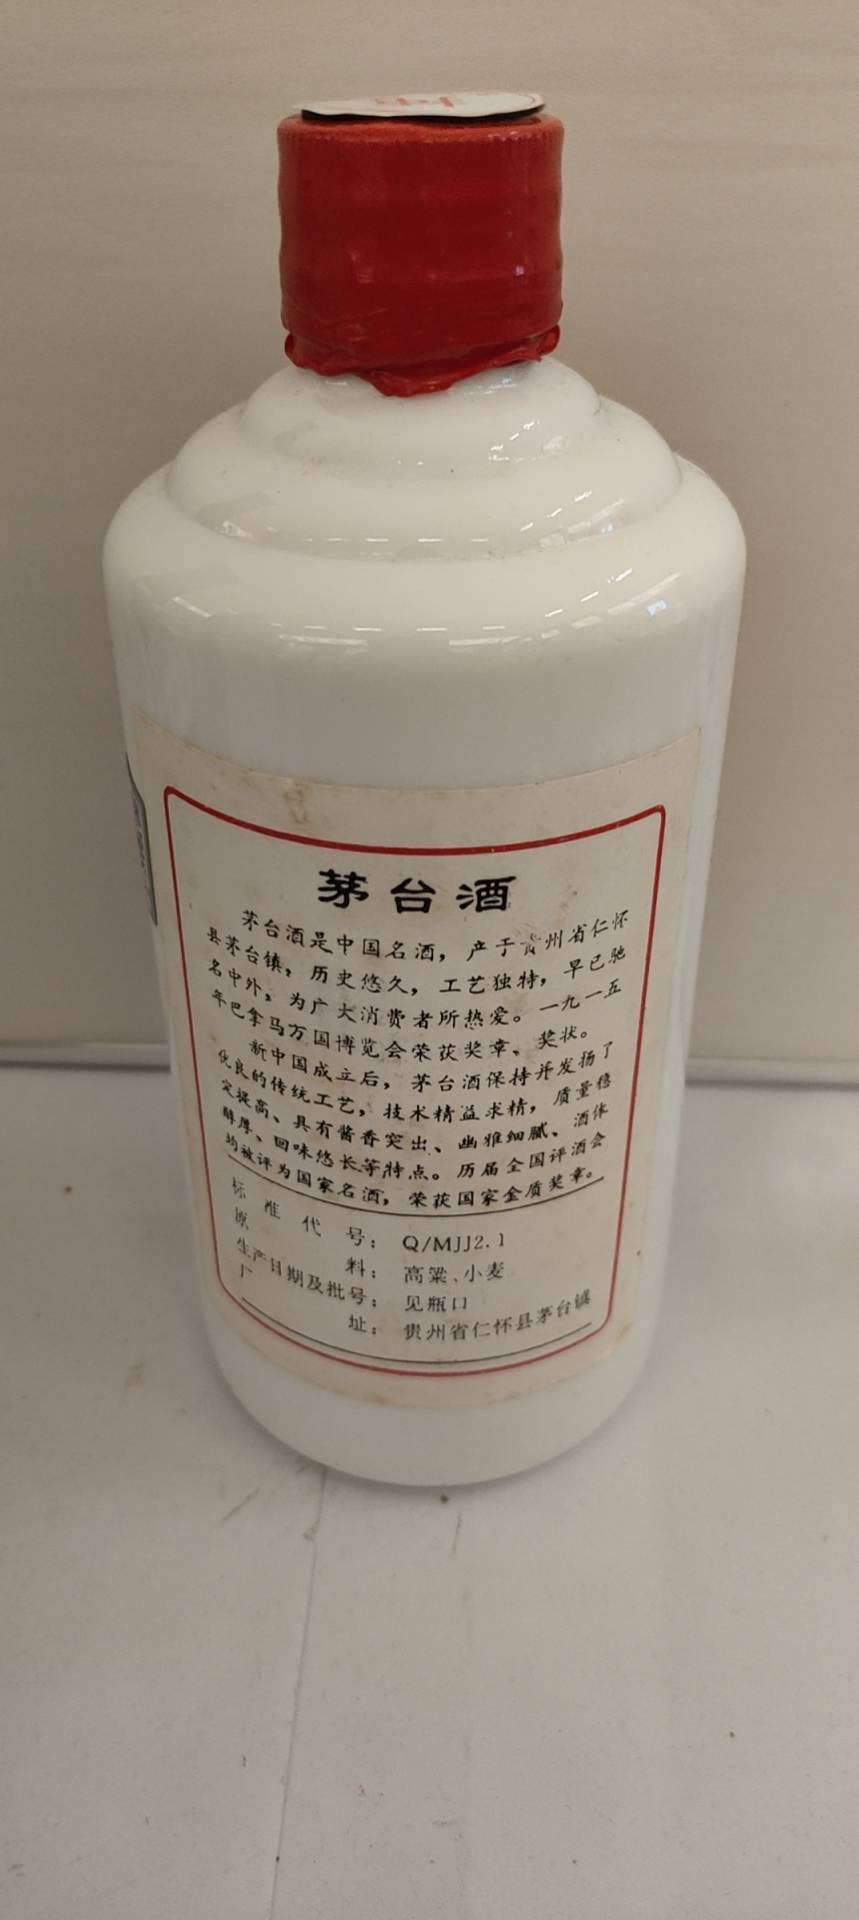 茅台酒
茅台酒是中国名酒，产于贵州省仁怀
县茅台镇，历史悠久，工艺独特，早已驰
名中外，为广大消费者所热爱。一九一五
年巴拿马万国博览会荣获奖章、奖状。
新中国成立后，茅台酒保持并发扬了
优良的传统工艺，技术精益求精，质量稳
定提高、具有酱香突出、幽雅细腻、酒体
醇厚、回味悠长等特点。历届全国评酒会
均被评为国家名酒，荣获国家金质奖章。
标准代号：Q/MJJ2.1
原料：高粱、小麦
生产日期及批号：见瓶口
厂址：贵州省仁怀县茅台镇